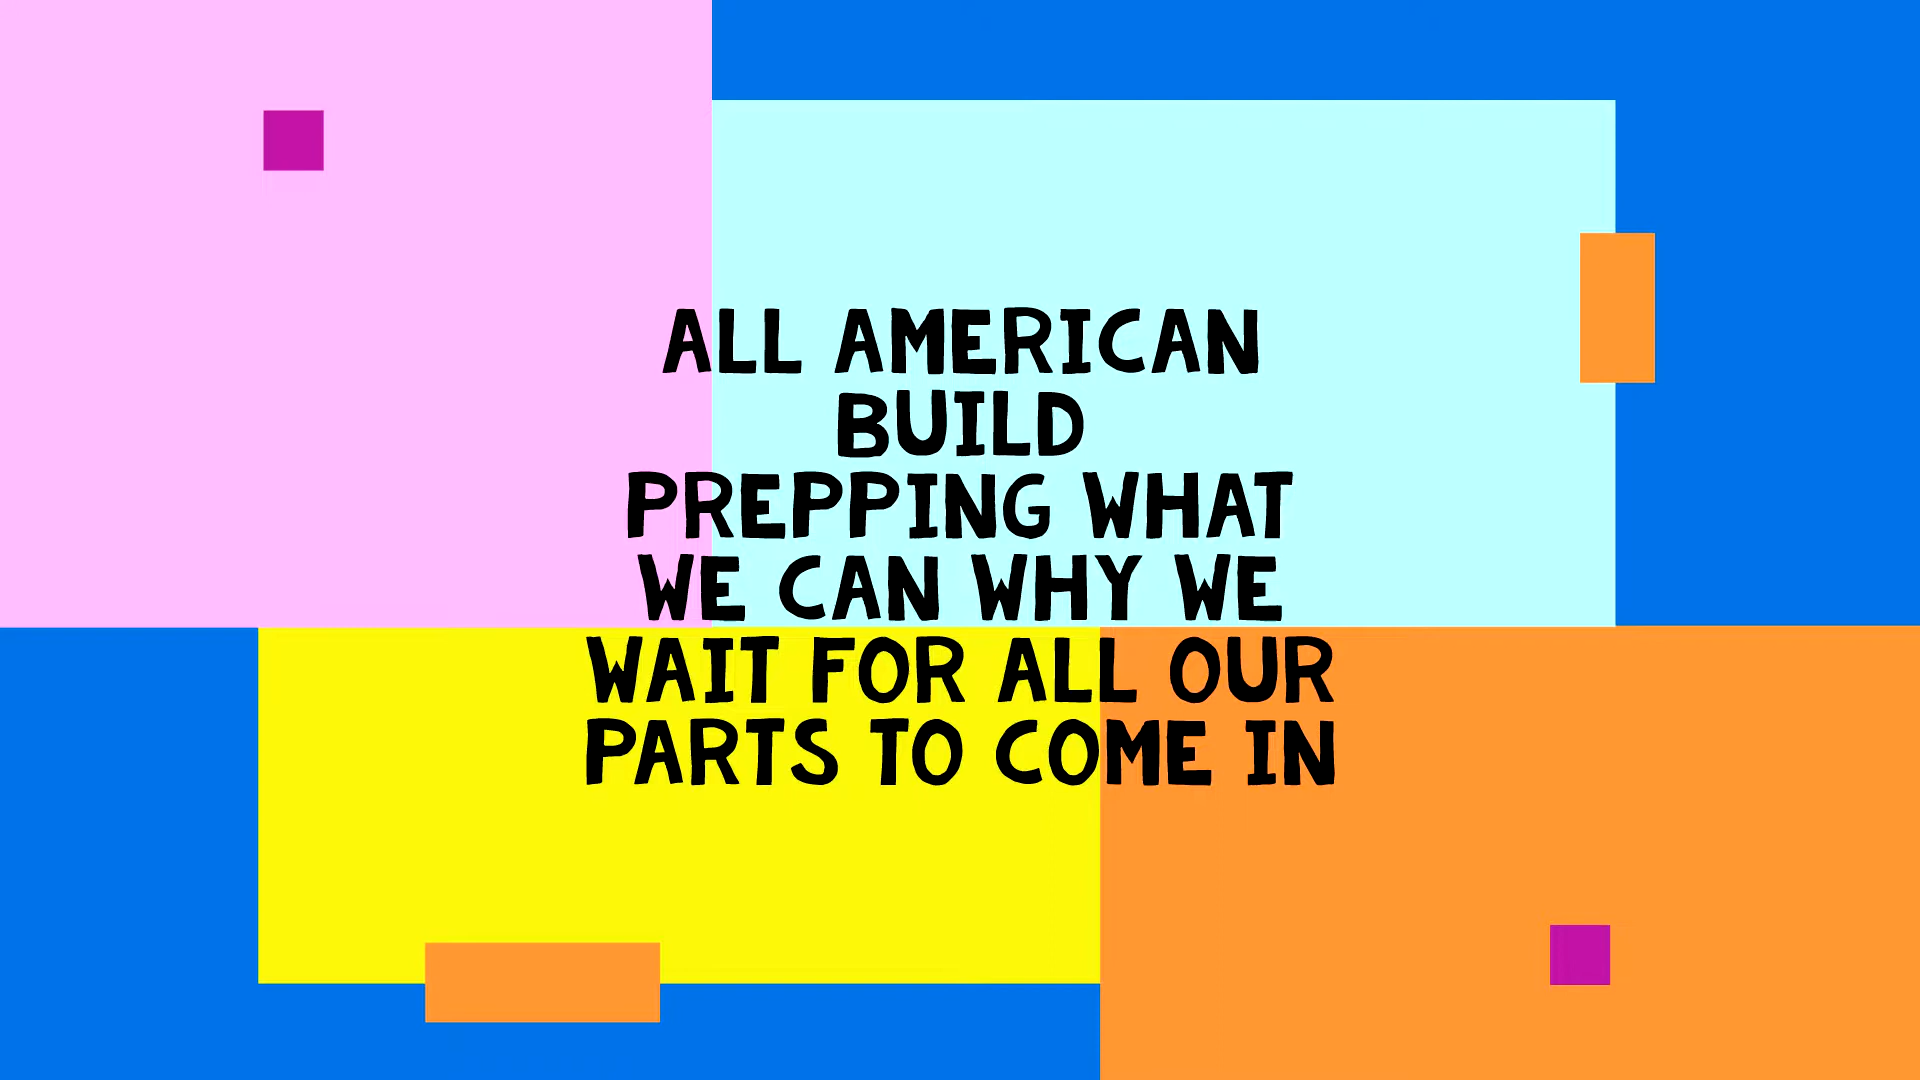 ALL AMERICAN
BUILD
PREPPING WHAT
WE CAN WHY WE
WAIT FOR ALL OUR
PARTS TO COME IN